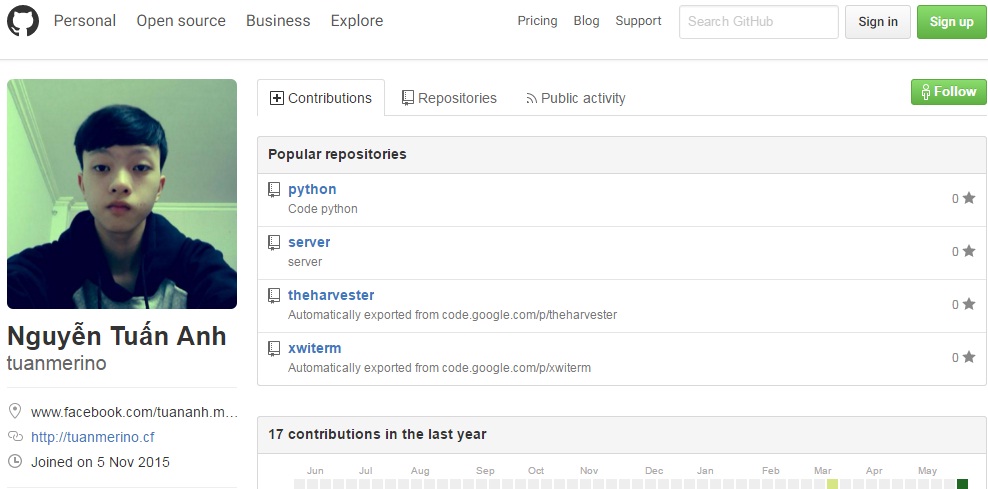 Personal Open source Business Explore Pricing Blog Support Search GitHub Sign in Sign up
Contributions Repositories Public activity Follow
Popular repositories
python 0
Code python
server 0
server
theharvester 0
Automatically exported from code.google.com/p/theharvester
xwiterm 0
Automatically exported from code.google.com/p/xwiterm
Nguyễn Tuấn Anh
tuanmerino
www.facebook.com/tuananh.m...
http://tuanmerino.cf
Joined on 5 Nov 2015
17 contributions in the last year
Jun Jul Aug Sep Oct Nov Dec Jan Feb Mar Apr May